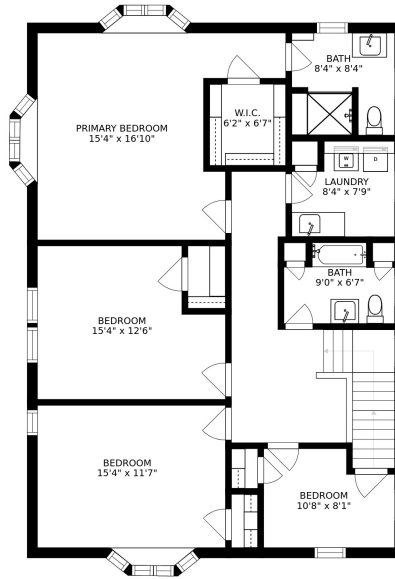 BATH
8'4" x 8'4"
W.I.C.
6'2" x 6'7"
PRIMARY BEDROOM
15'4" x 16'10"
W
D
LAUNDRY
8'4" x 7'9"
BATH
9'0" x 6'7"
BEDROOM
15'4" x 12'6"
BEDROOM
15'4" x 11'7"
BEDROOM
10'8" x 8'1"